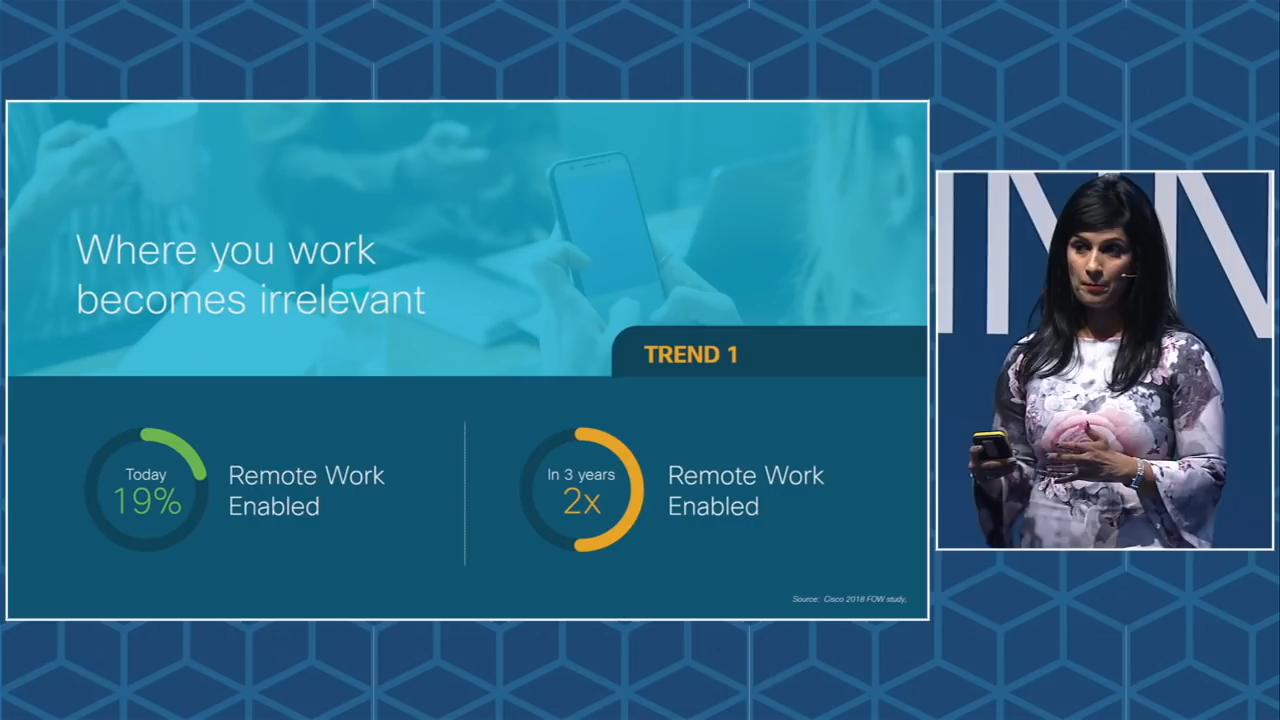 Where you work
becomes irrelevant
TREND 1
Today
19%
Remote Work
Enabled
In 3 years
2x
Remote Work
Enabled
Source: Cisco 2018 FOW study,